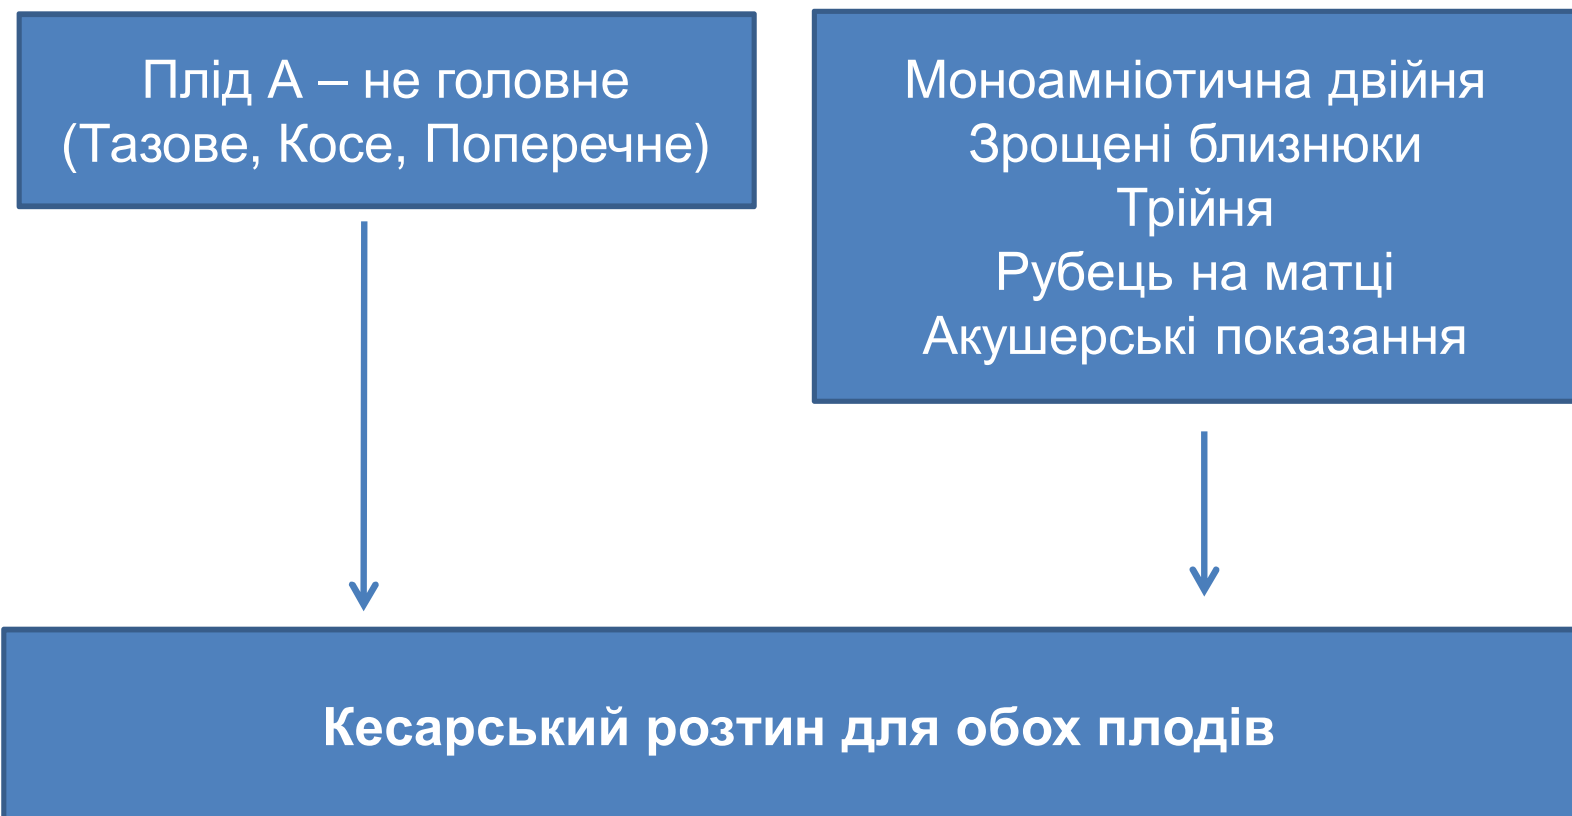 Плід А – не головне
(Тазове, Косе, Поперечне)
Моноамніотична двійня
Зрощені близнюки
Трійня
Рубець на матці
Акушерські показання
Кесарський розтин для обох плодів